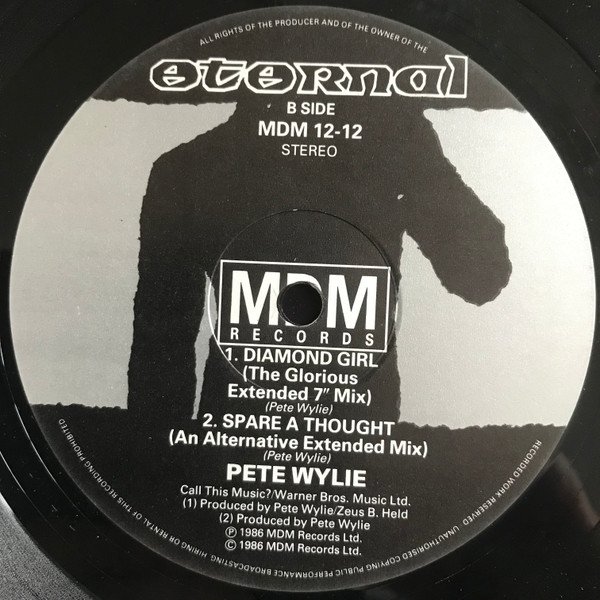 ALL RIGHTS OF THE PRODUCER AND OF THE OWNER OF THE
eternal
B SIDE
MDM 12-12
STEREO
MDM
RECORDS
1. DIAMOND GIRL
(The Glorious
Extended 7" Mix)
(Pete Wylie)
2. SPARE A THOUGHT
(An Alternative Extended Mix)
(Pete Wylie)
PETE WYLIE
Call This Music?/Warner Bros. Music Ltd.
(1) Produced by Pete Wylie/Zeus B. Held
(2) Produced by Pete Wylie
℗ 1986 MDM Records Ltd.
© 1986 MDM Records Ltd.
RECORDED WORK RESERVED UNAUTHORISED COPYING PUBLIC PERFORMANCE BROADCASTING HIRING OR RENTAL OF THIS RECORDING PROHIBITED